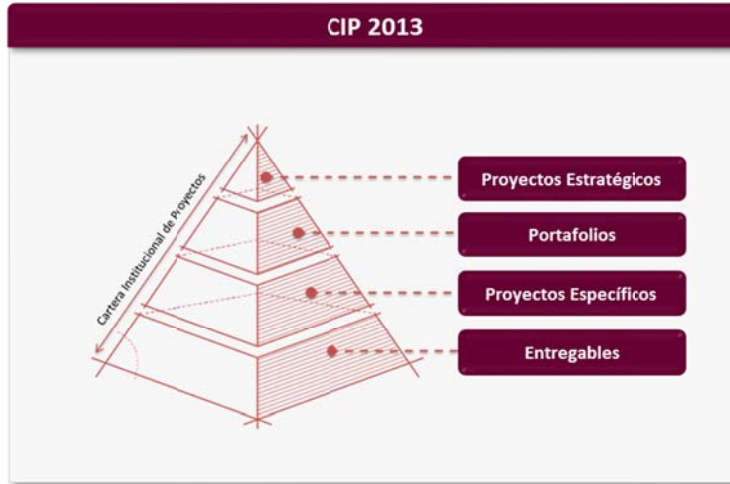 CIP 2013
Cartera Institucional de Proyectos
Proyectos Estratégicos
Portafolios
Proyectos Específicos
Entregables